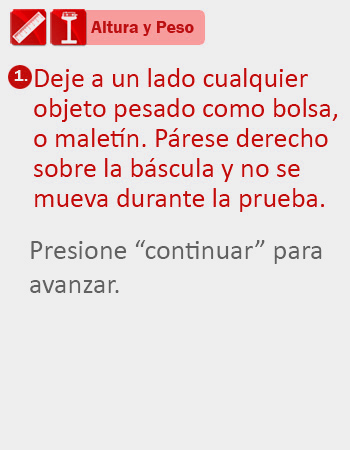 Altura y Peso
1. Deje a un lado cualquier
objeto pesado como bolsa,
o maletín. Párese derecho
sobre la báscula y no se
mueva durante la prueba.
Presione “continuar” para
avanzar.